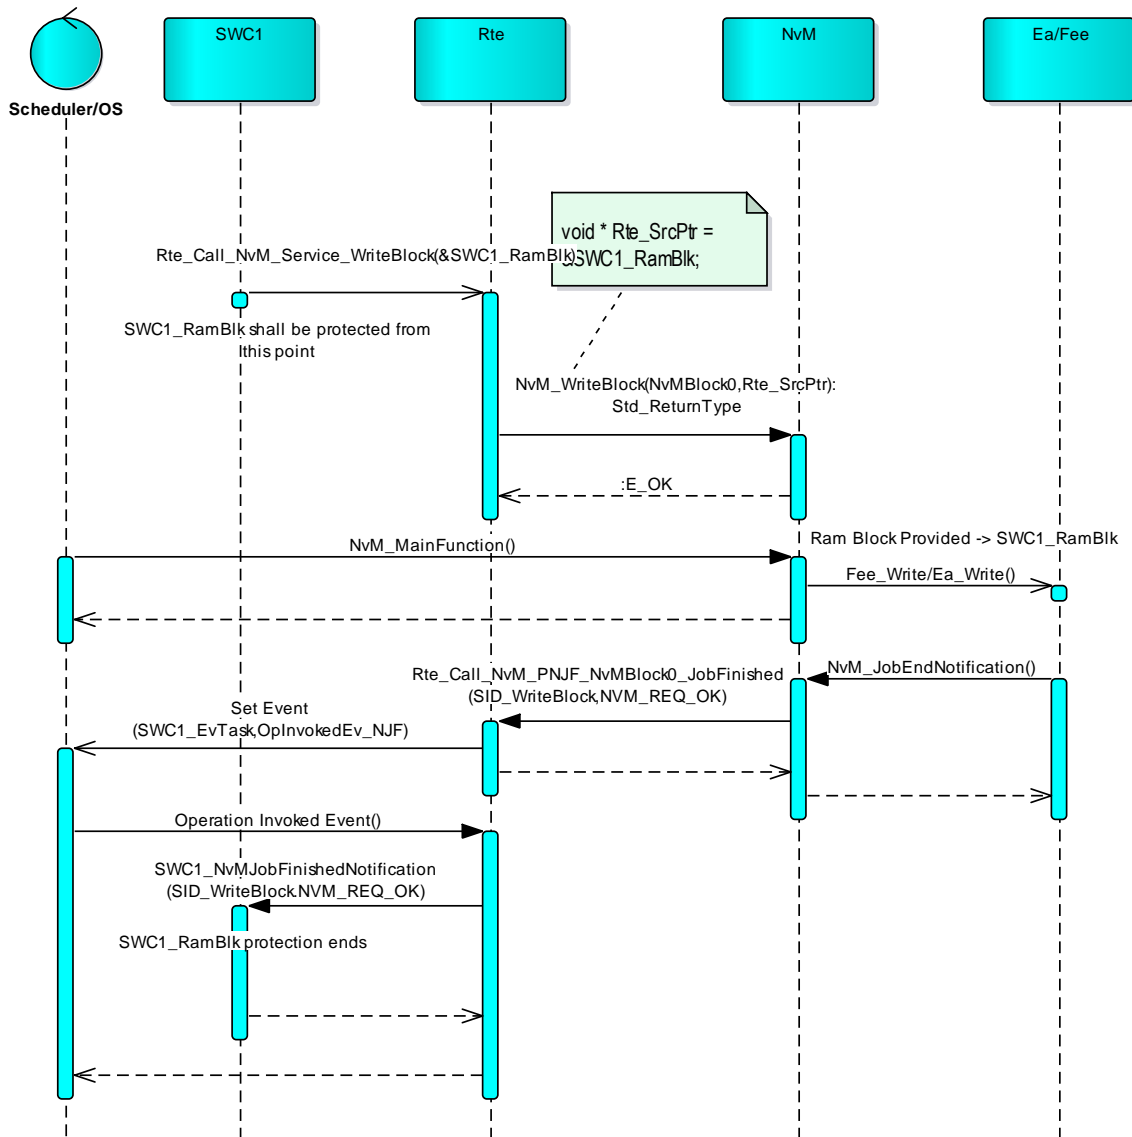 SWC1
Rte
NvM
Ea/Fee
Scheduler/OS
void * Rte_SrcPtr =
&SWC1_RamBlk;
Rte_Call_NvM_Service_WriteBlock(&SWC1_RamBlk)
SWC1_RamBlk shall be protected from
this point
NvM_WriteBlock(NvMBlock0,Rte_SrcPtr):
Std_ReturnType
:E_OK
Ram Block Provided -> SWC1_RamBlk
NvM_MainFunction()
Fee_Write/Ea_Write()
NvM_JobEndNotification()
Rte_Call_NvM_PNJF_NvMBlock0_JobFinished
(SID_WriteBlock,NVM_REQ_OK)
Set Event
(SWC1_EvTask,OpInvokedEv_NJF)
Operation Invoked Event()
SWC1_NvMJobFinishedNotification
(SID_WriteBlock.NVM_REQ_OK)
SWC1_RamBlk protection ends